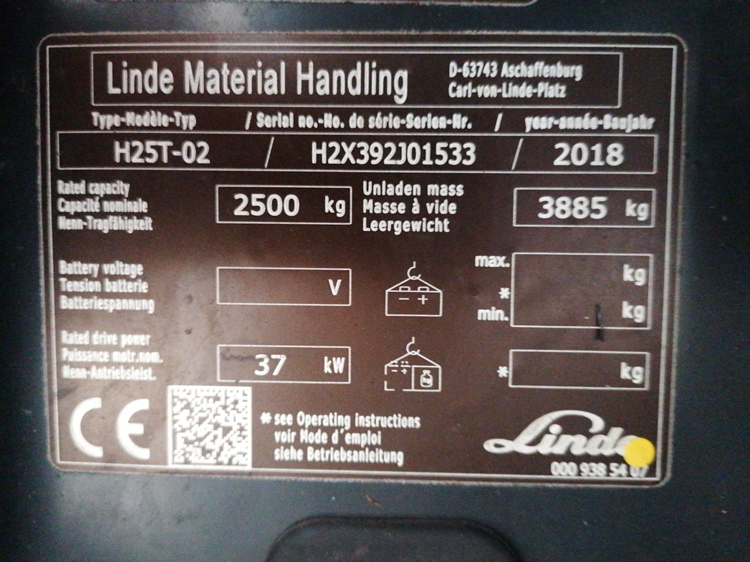 Linde Material Handling
D-63743 Aschaffenburg
Carl-von-Linde-Platz
Type-Modèle-Typ / Serial no.-No. de série-Serien-Nr. / year-année-Baujahr
H25T-02 / H2X392J01533 / 2018
Rated capacity
Capacité nominale
Nenn-Tragfähigkeit
2500 kg
Unladen mass
Masse à vide
Leergewicht
3885 kg
Battery voltage
Tension batterie
Batteriespannung
V
- +
max. kg
*
min. kg
Rated drive power
Puissance motr.nom.
Nenn-Antriebsleist.
37 kW
* kg
CE
* see Operating instructions
voir Mode d'emploi
siehe Betriebsanleitung
Linde
000 938 54 07